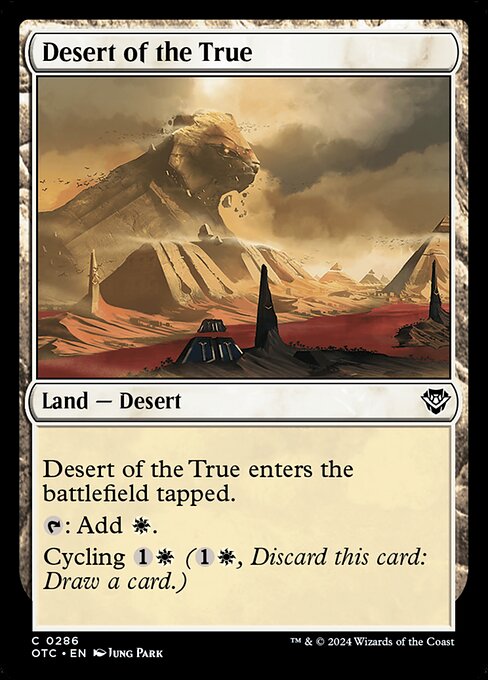 Desert of the True
Land — Desert
Desert of the True enters the
battlefield tapped.
: Add .
Cycling 1 (1, Discard this card:
Draw a card.)
C 0286
OTC • EN Jung Park
™ & © 2024 Wizards of the Coast